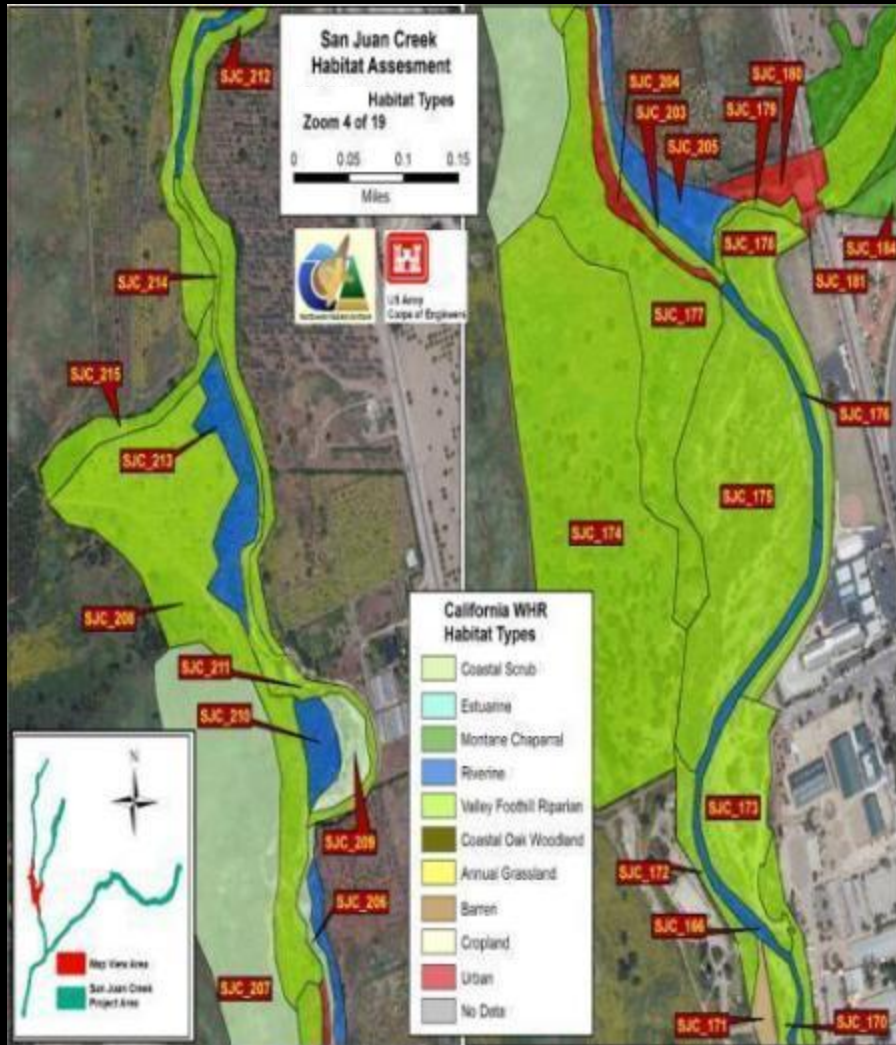 San Juan Creek
Habitat Assesment
Habitat Types
Zoom 4 of 19
0 0.05 0.1 0.15
Miles
US Army
Corps of Engineers
SJC_212
SJC_214
SJC_215
SJC_213
SJC_208
SJC_211
SJC_210
SJC_209
SJC_206
SJC_207
SJC_204
SJC_203
SJC_205
SJC_180
SJC_179
SJC_178
SJC_184
SJC_181
SJC_177
SJC_176
SJC_175
SJC_174
SJC_173
SJC_172
SJC_166
SJC_171
SJC_170
California WHR
Habitat Types
Coastal Scrub
Estuarine
Montane Chaparral
Riverine
Valley Foothill Riparian
Coastal Oak Woodland
Annual Grassland
Barren
Cropland
Urban
No Data
N
Map View Area
San Juan Creek
Project Area